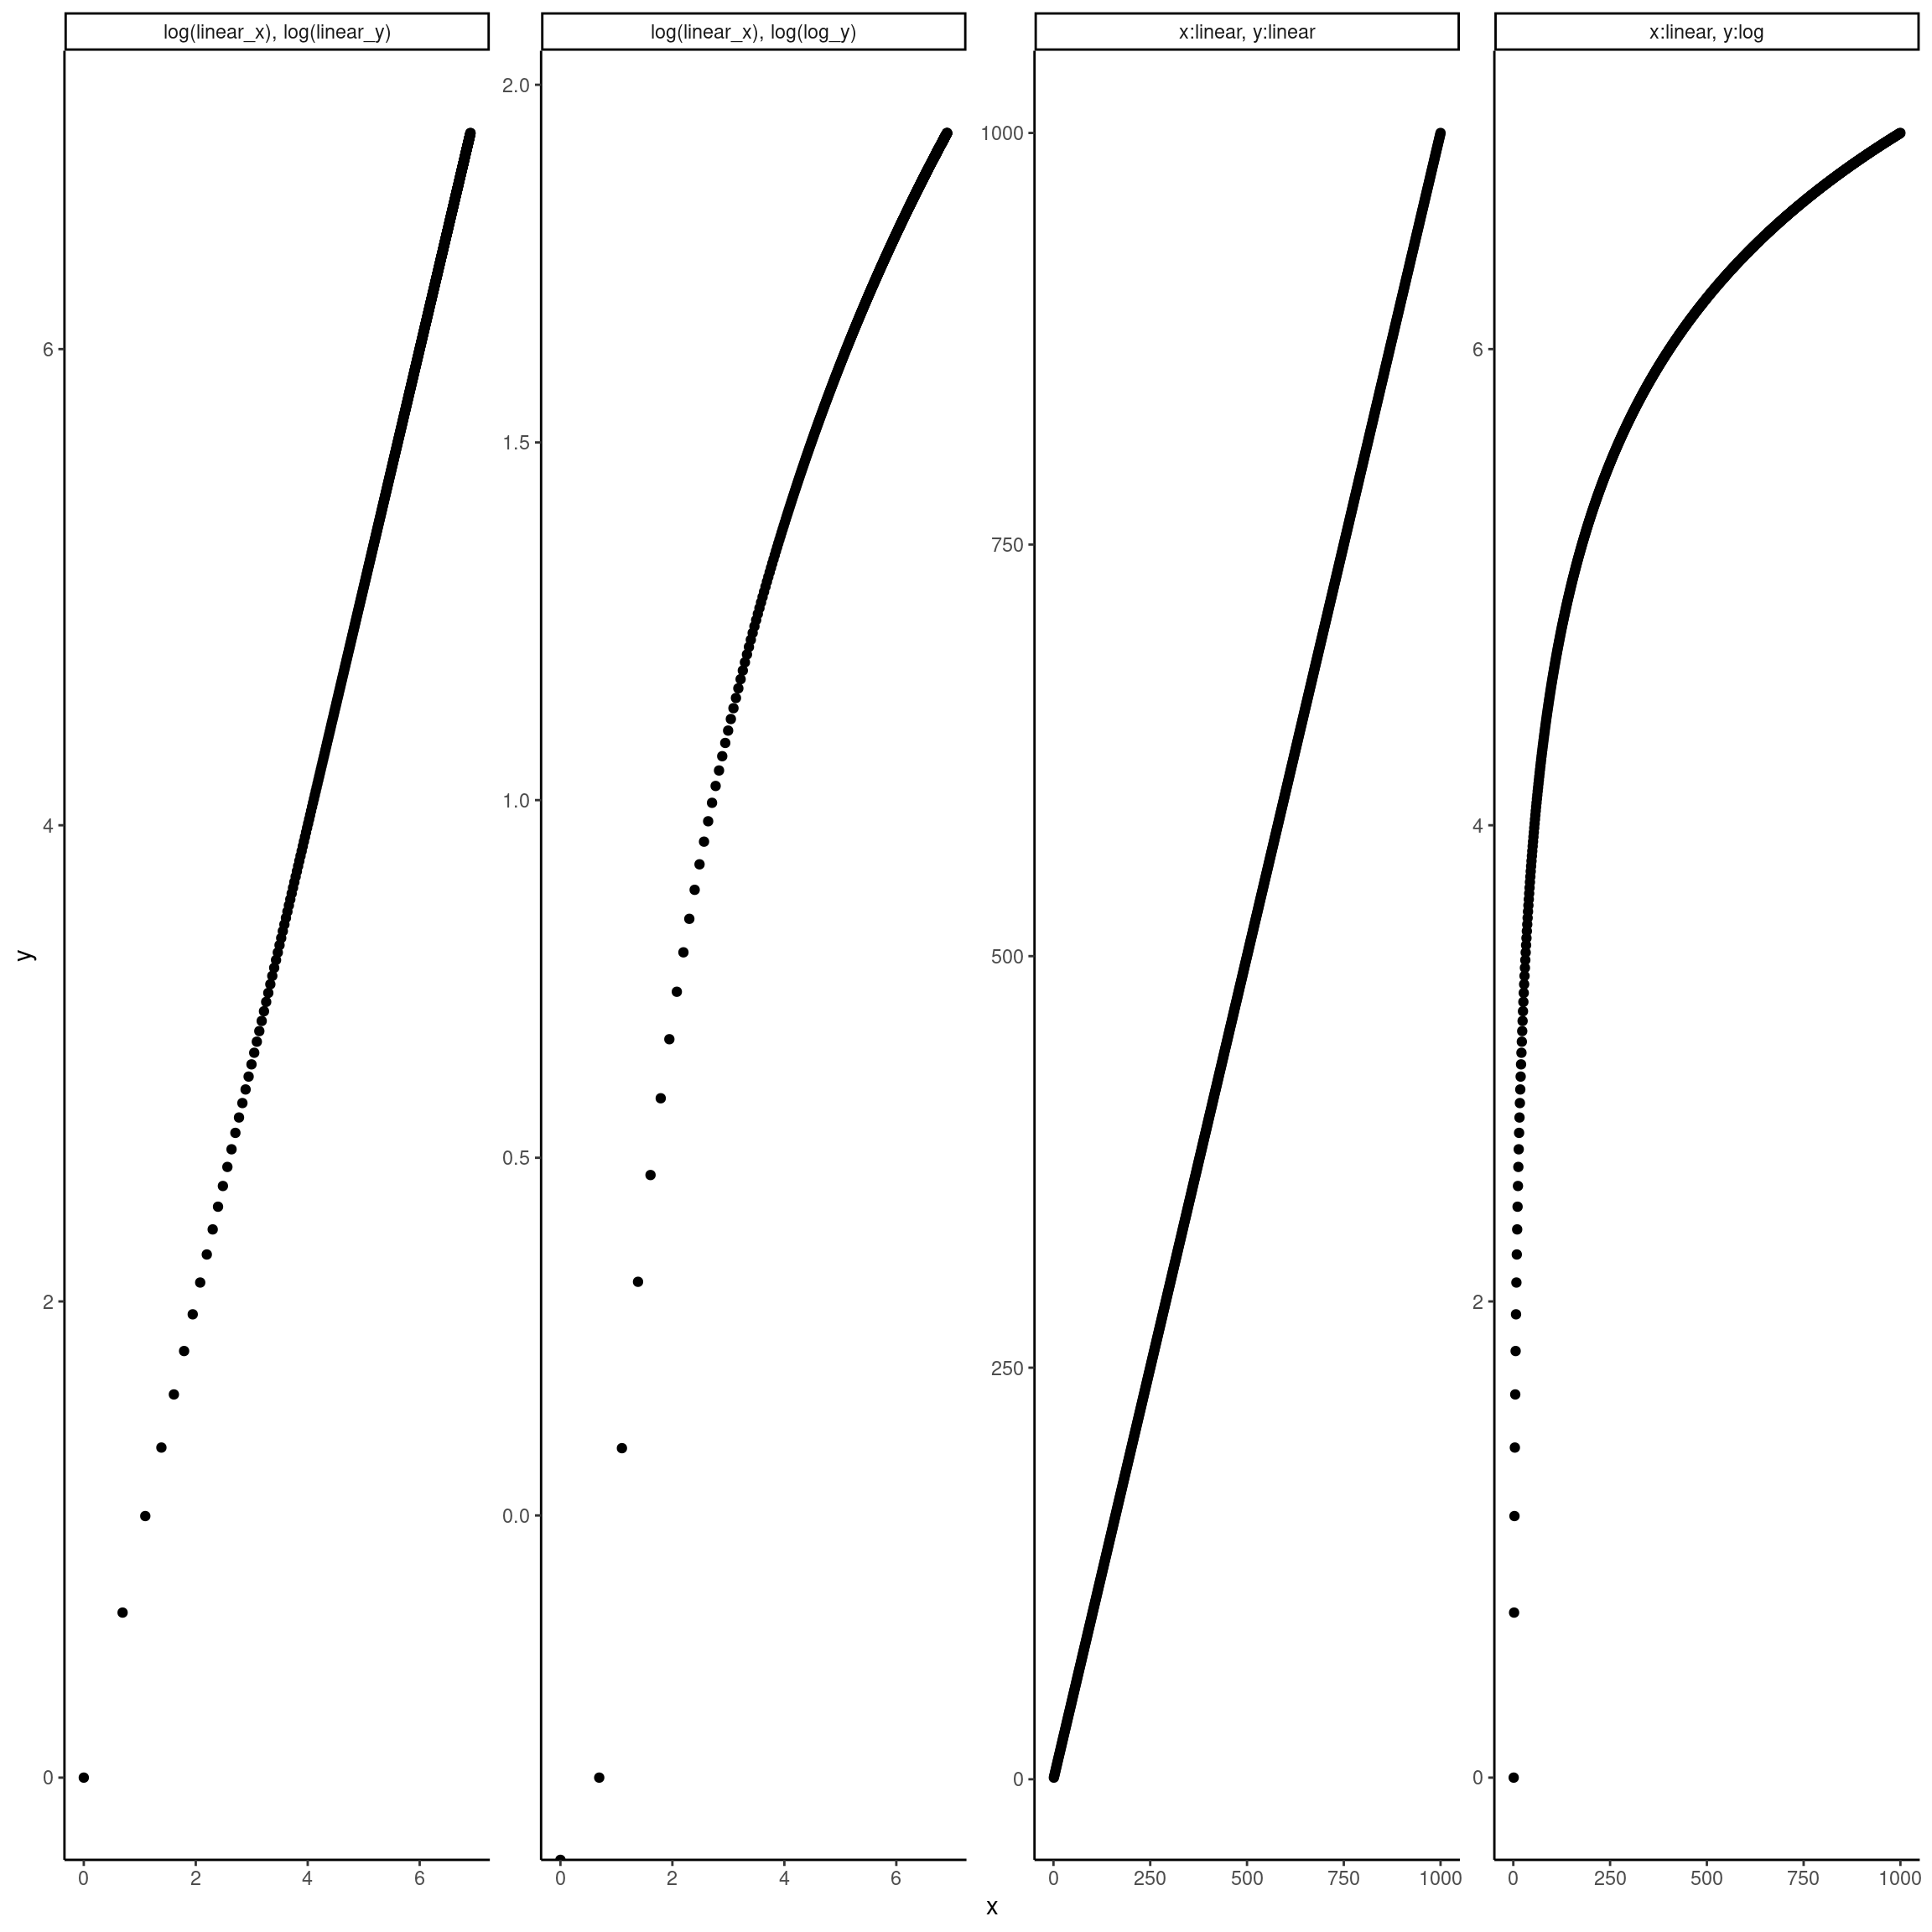 log(linear_x), log(linear_y)
log(linear_x), log(log_y)
x:linear, y:linear
x:linear, y:log
y
6
4
2
0
2.0
1.5
1.0
0.5
0.0
1000
750
500
250
0
6
4
2
0
0 2 4 6
0 2 4 6
0 250 500 750 1000
0 250 500 750 1000
x